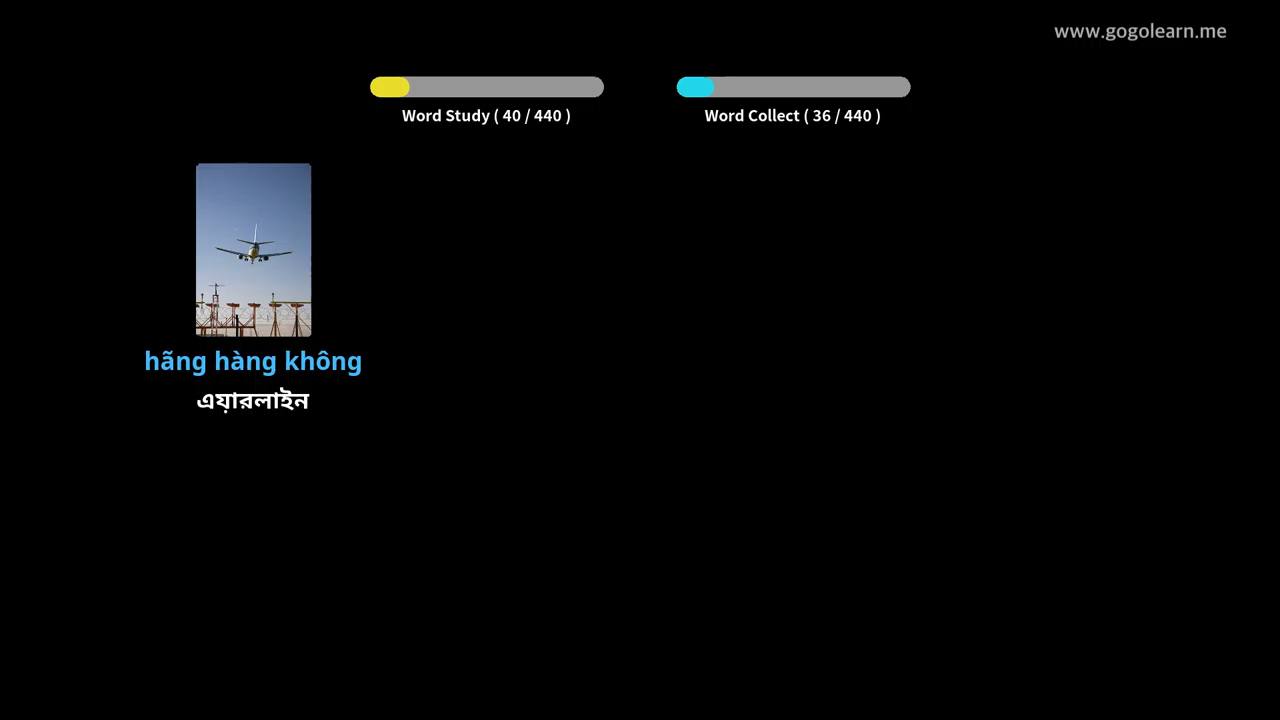 www.gogolearn.me
Word Study ( 40 / 440 )
Word Collect ( 36 / 440 )
hãng hàng không
এয়ারলাইন